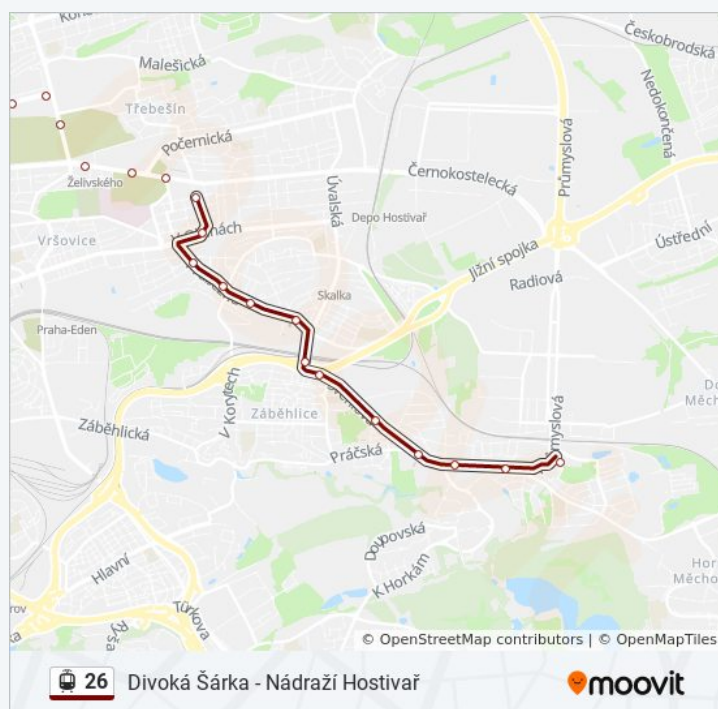 Českobrodská
Malešická
Nedokončená
Třebešín
Počernická
Průmyslová
Želivského
Černokostelecká
Úvalská
Depo Hostivař
Vršovice
Ústřední
Jižní spojka
Radiová
Skalka
Praha-Eden
V Korytech
Záběhlice
Záběhlická
Práčská
Doupovská
K Horkám
Hlavní
Türkova
© OpenStreetMap contributors | © OpenMapTiles
26 Divoká Šárka - Nádraží Hostivař
moovit